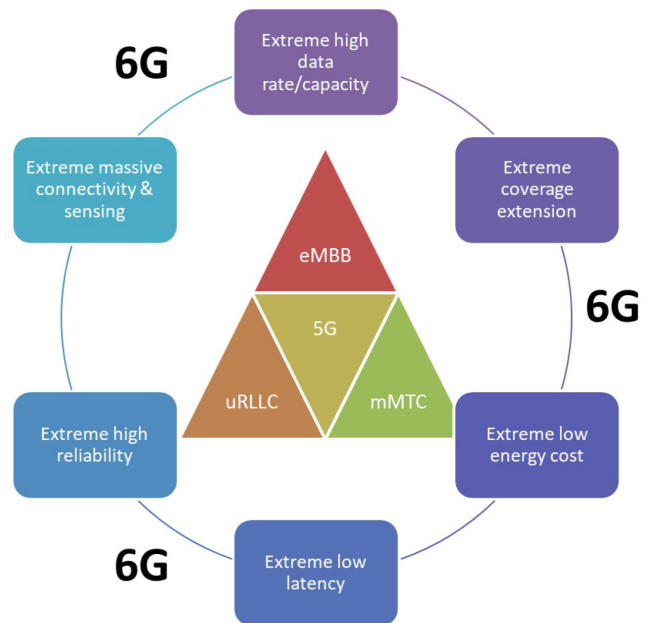 6G
Extreme high
data
rate/capacity
Extreme massive
connectivity &
sensing
Extreme
coverage
extension
eMBB
6G
5G
uRLLC
mMTC
Extreme high
reliability
Extreme low
energy cost
6G
Extreme low
latency